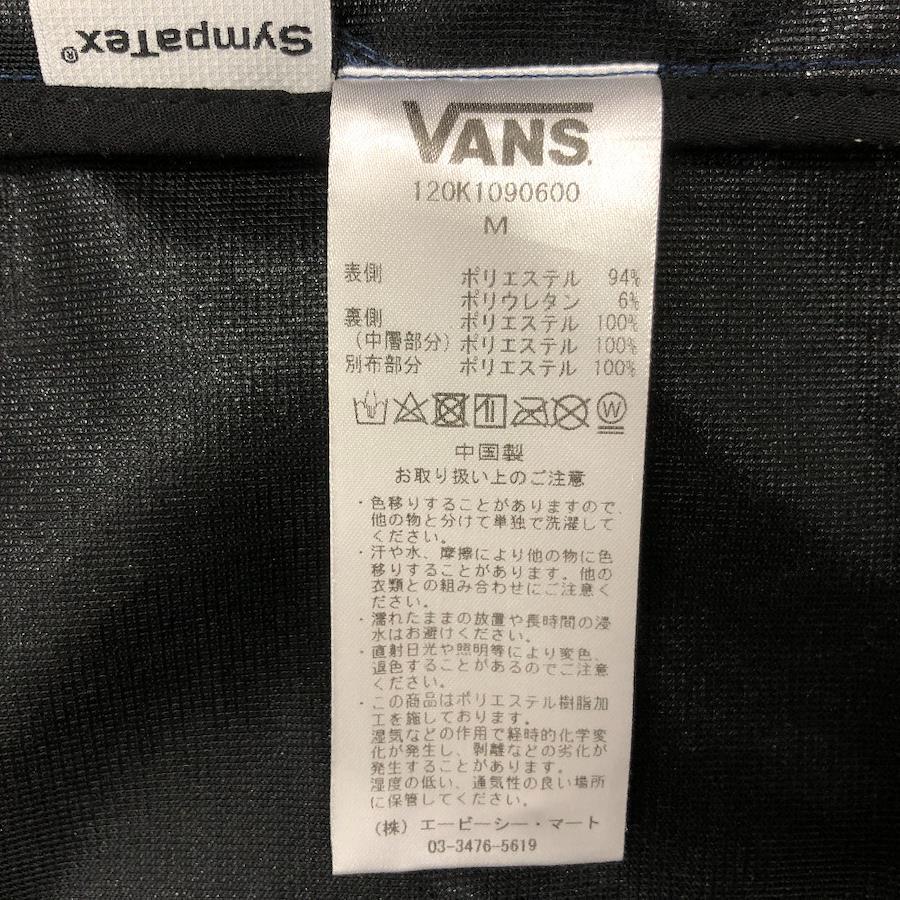 SympaTex®
VANS
120K1090600
M
表側 ポリエステル 94%
ポリウレタン 6%
裏側 ポリエステル 100%
(中層部分) ポリエステル 100%
別布部分 ポリエステル 100%
W
中国製
お取り扱い上のご注意
・色移りすることがありますので、
他の物と分けて単独で洗濯して
ください。
・汗や水、摩擦により他の物に色
移りすることがあります。他の
衣類との組み合わせにご注意く
ださい。
・濡れたままの放置や長時間の浸
水はお避けください。
・直射日光や照明等により変色、
退色することがあるのでご注意
ください。
・この商品はポリエステル樹脂加
工を施しております。
湿気などの作用で経時的化学変
化が発生し、剥離などの劣化が
発生することがあります。
湿度の低い、通気性の良い場所
に保管してください。
(株) エービーシー・マート
03-3476-5619